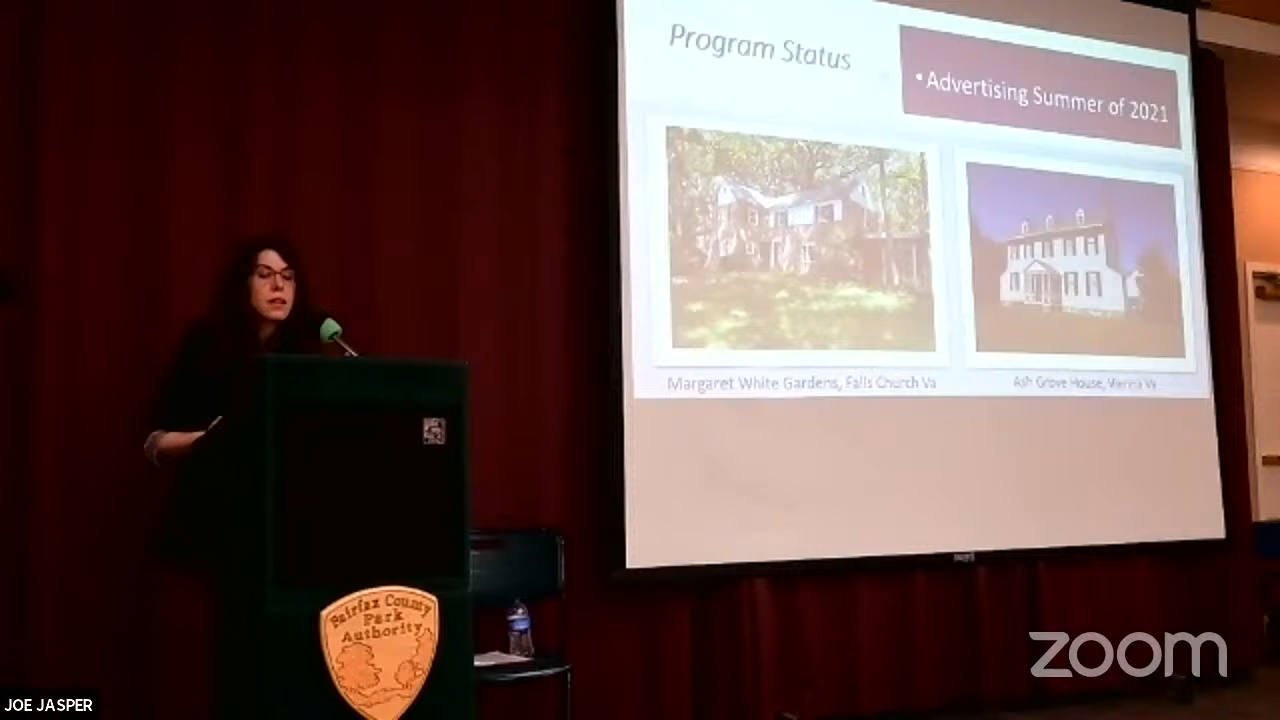 Program Status
• Advertising Summer of 2021
Margaret White Gardens, Falls Church Va
Ash Grove House, Vienna Va
Fairfax County
Park
Authority
zoom
JOE JASPER